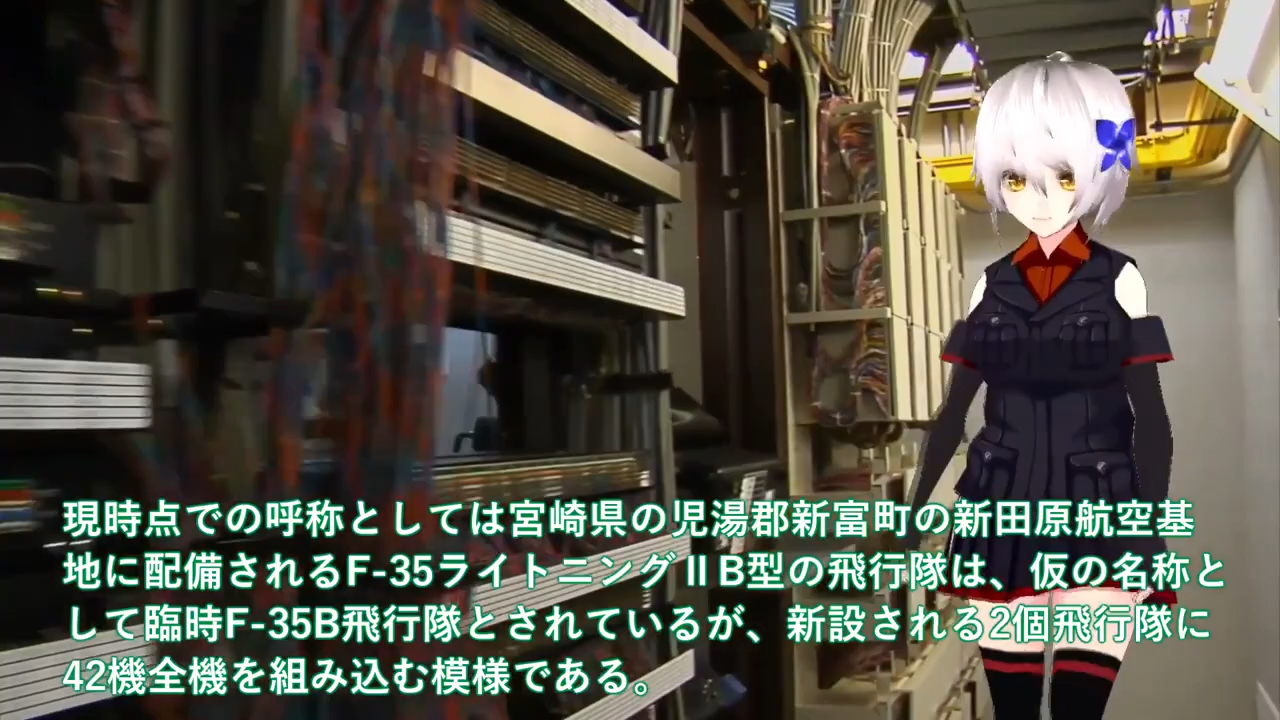 現時点での呼称としては宮崎県の児湯郡新富町の新田原航空基
地に配備されるF-35ライトニングⅡB型の飛行隊は、仮の名称と
して臨時F-35B飛行隊とされているが、新設される2個飛行隊に
42機全機を組み込む模様である。